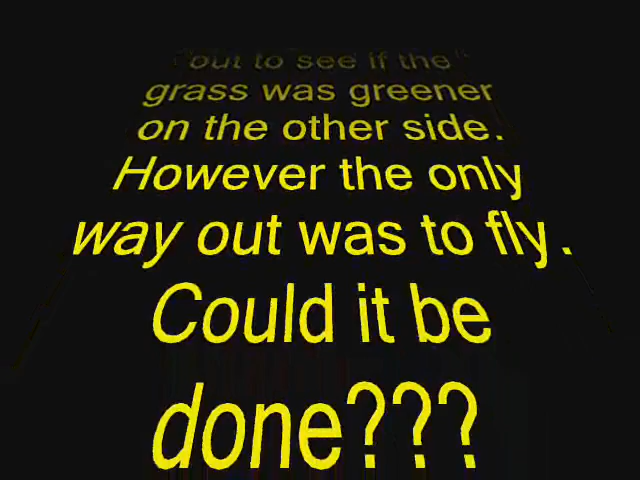 out to see if the
grass was greener
on the other side.
However the only
way out was to fly.
Could it be
done???